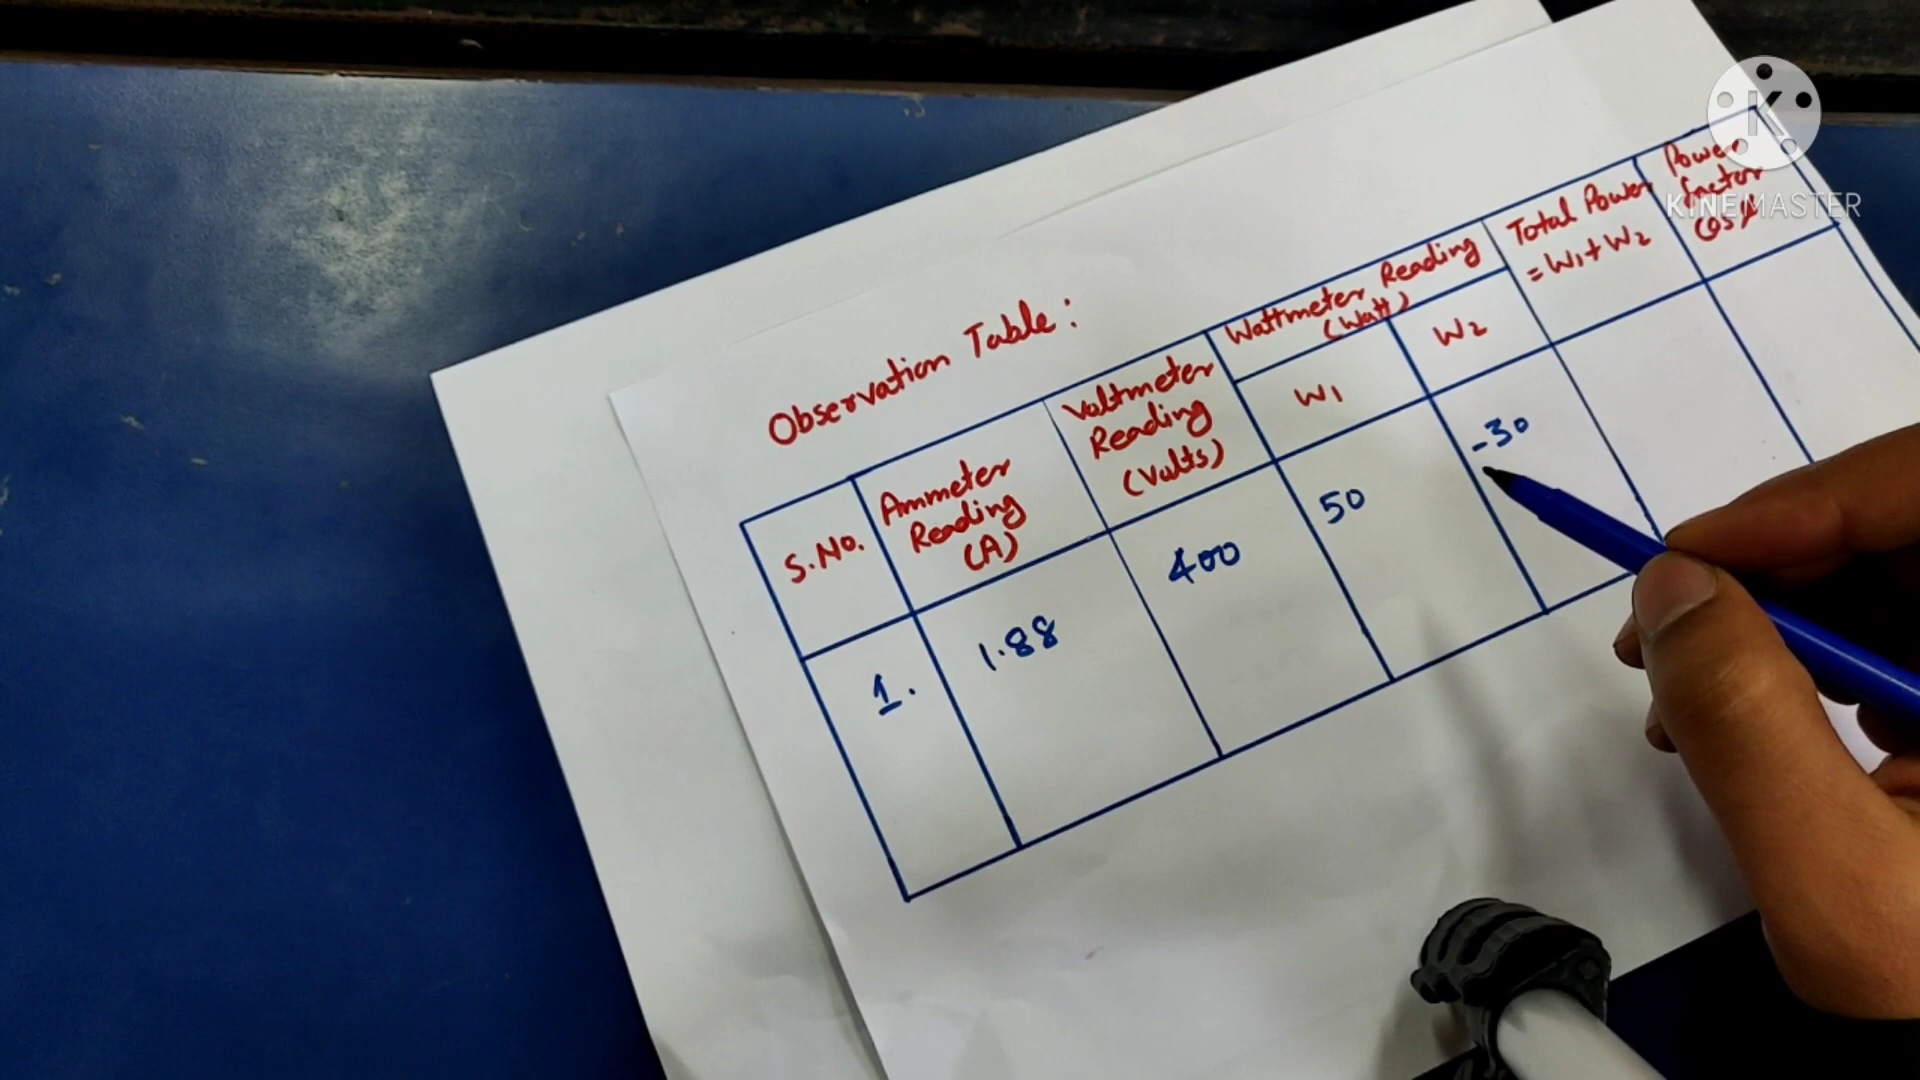 Observation Table:
S.No.
Ammeter
Reading
(A)
Voltmeter
Reading
(Volts)
Wattmeter Reading
(Watt)
W1
W2
Total Power
= W1 + W2
Power
factor
Cosϕ
1.
1.88
400
50
-30
K
KINEMASTER